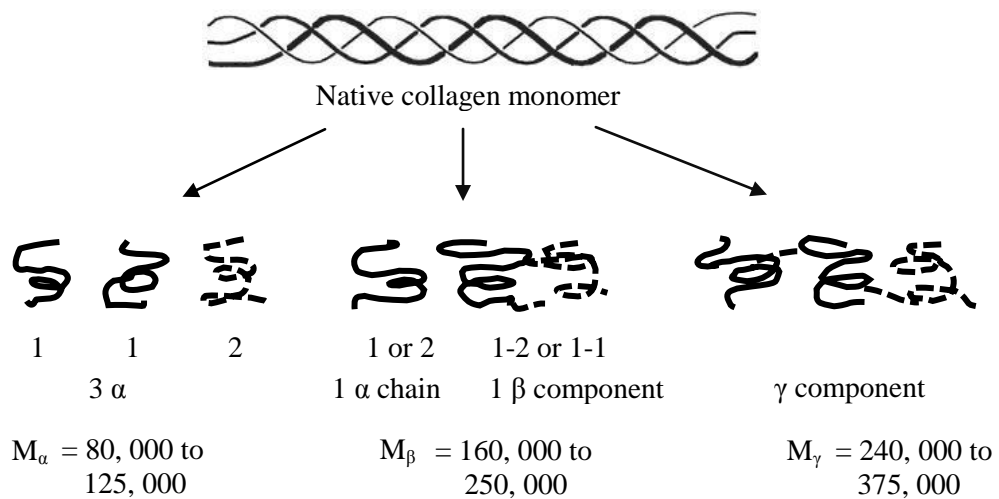 Native collagen monomer
1 1 2 1 or 2 1-2 or 1-1
3 α 1 α chain 1 β component γ component
Mα = 80, 000 to Mβ = 160, 000 to Mγ = 240, 000 to
125, 000 250, 000 375, 000